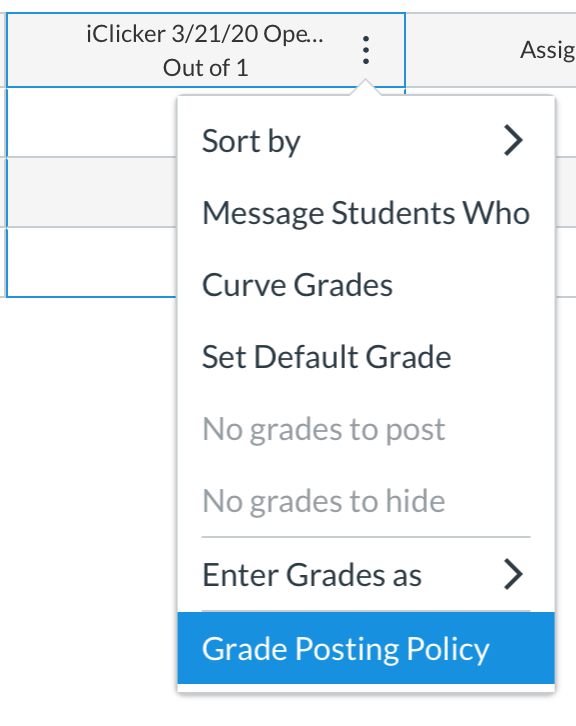 iClicker 3/21/20 Ope...
Out of 1
Assig
Sort by
Message Students Who
Curve Grades
Set Default Grade
No grades to post
No grades to hide
Enter Grades as
Grade Posting Policy